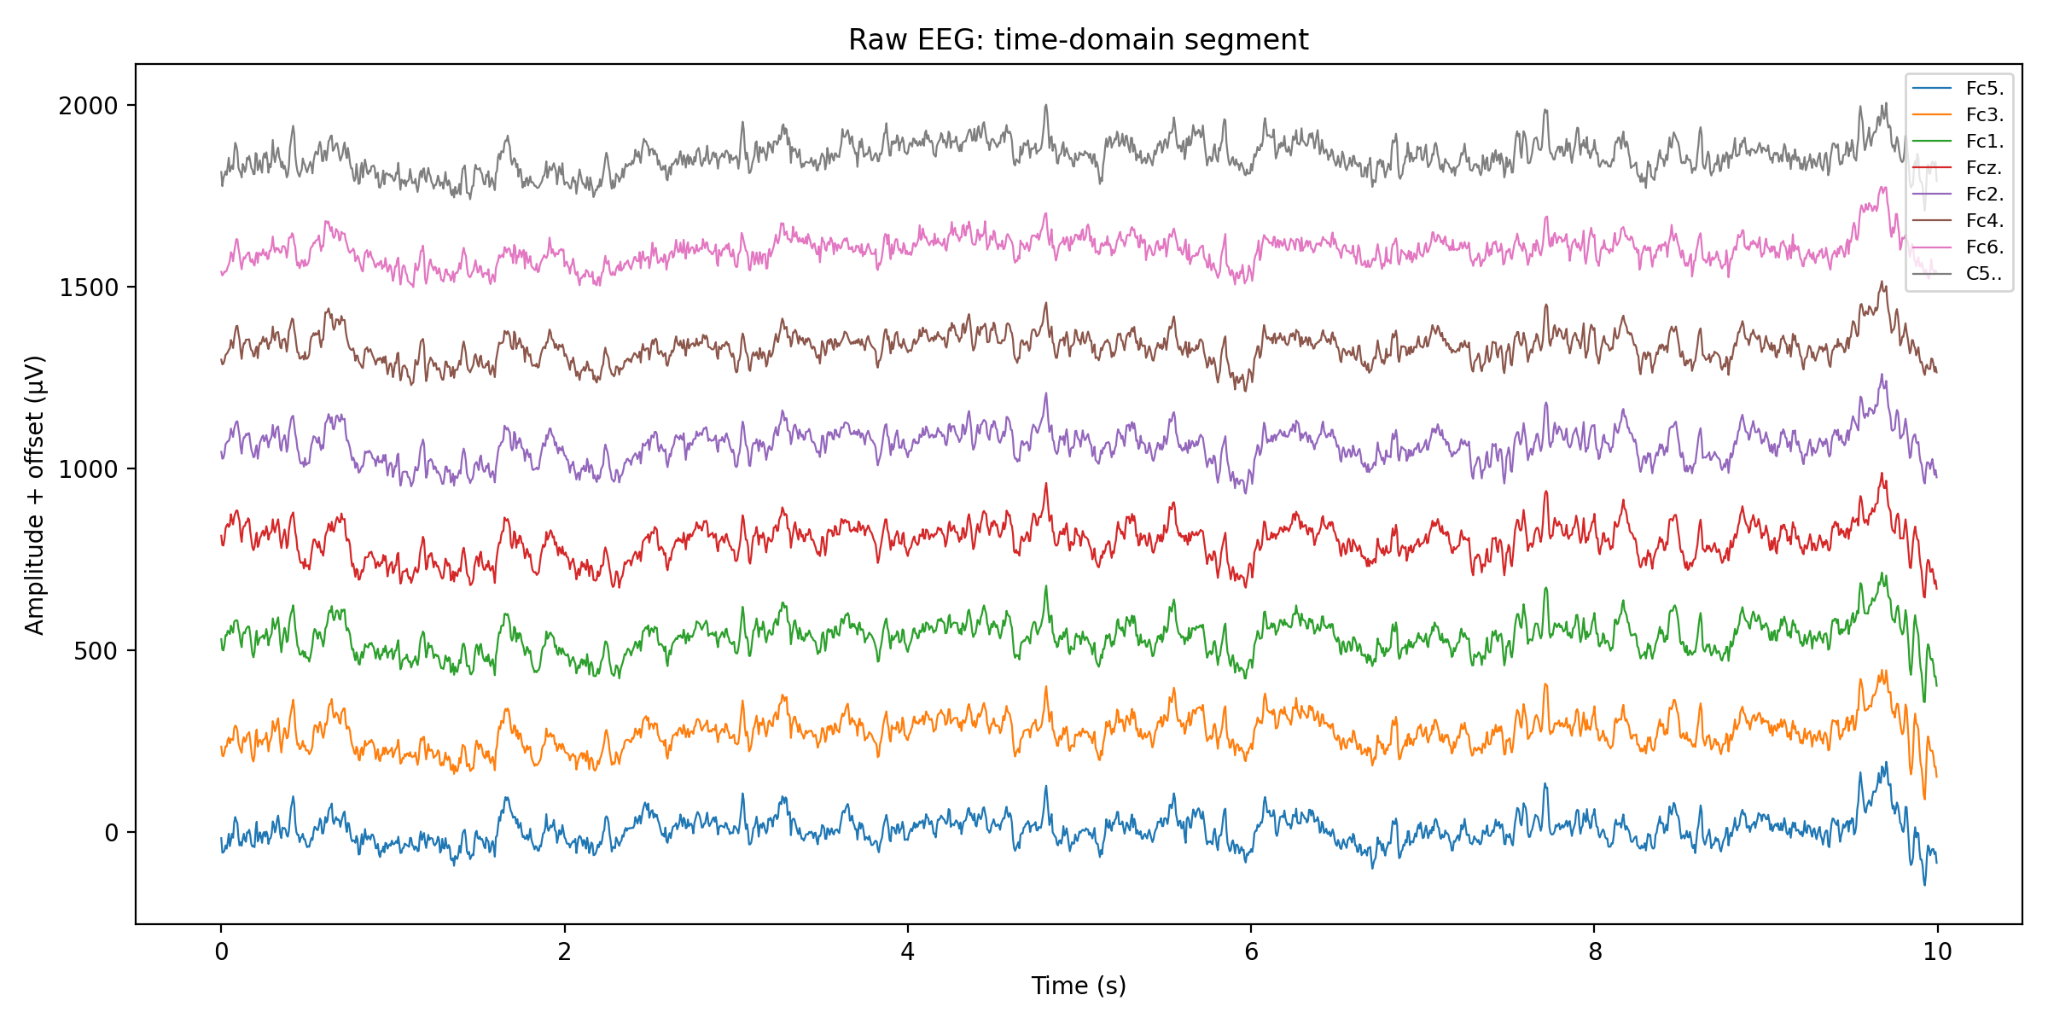 Raw EEG: time-domain segment
2000
1500
1000
500
0
Amplitude + offset (µV)
0 2 4 6 8 10
Time (s)
Fc5.
Fc3.
Fc1.
Fcz.
Fc2.
Fc4.
Fc6.
C5..